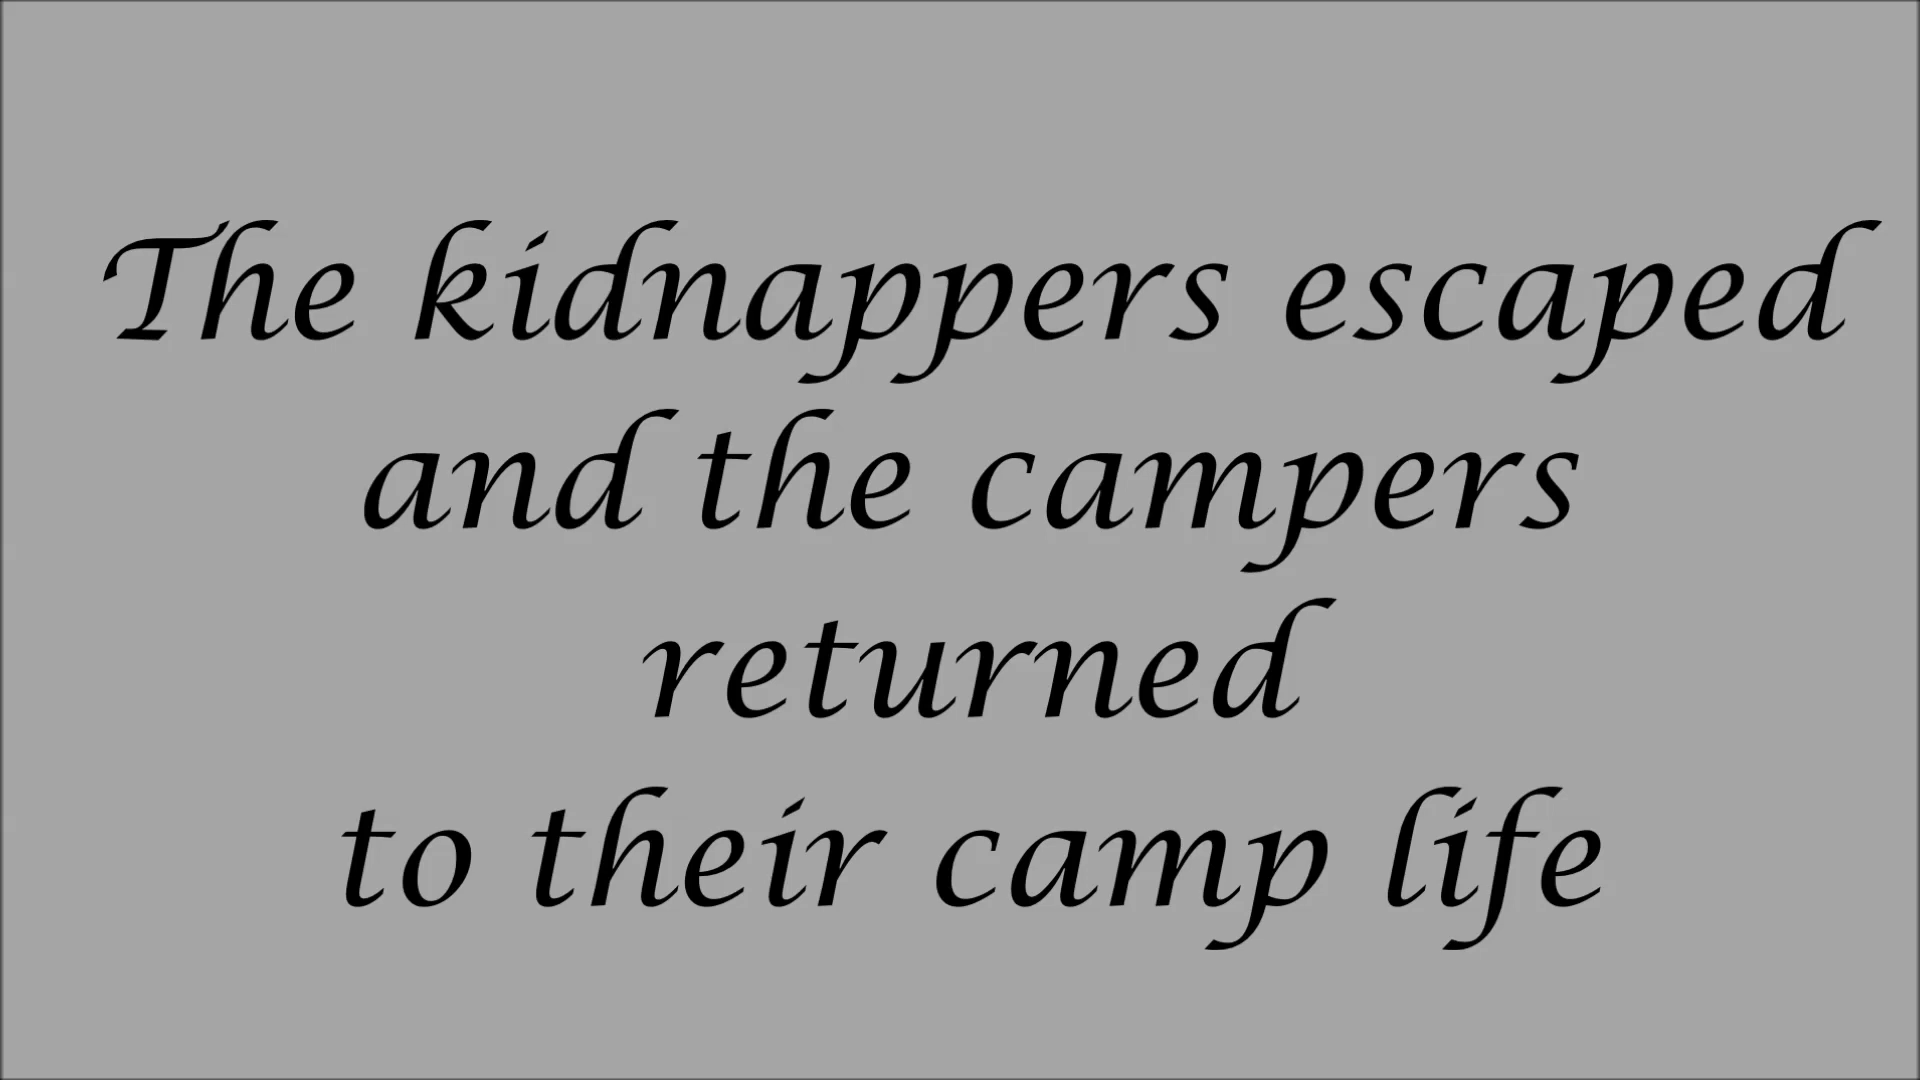 The kidnappers escaped
and the campers
returned
to their camp life